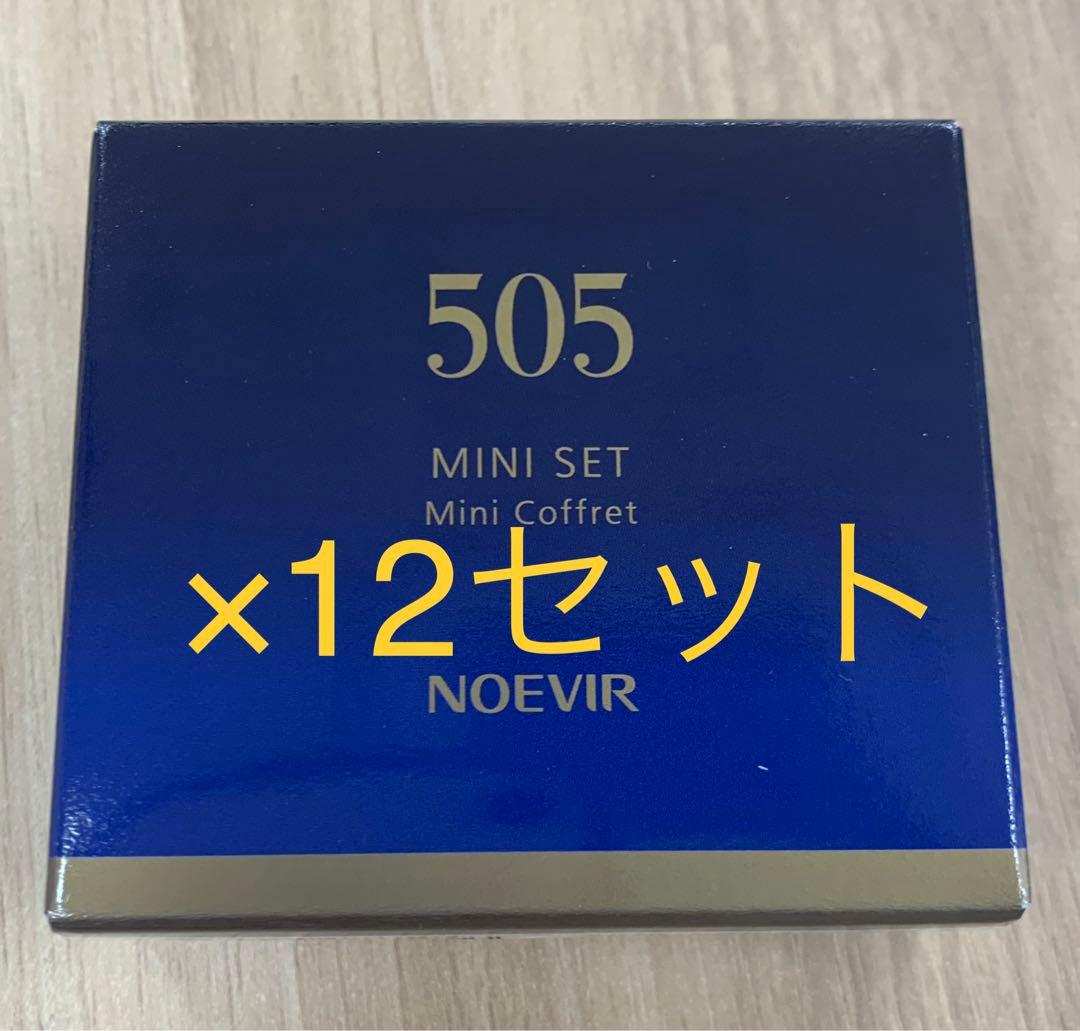 505
MINI SET
Mini Coffret
×12セット
NOEVIR